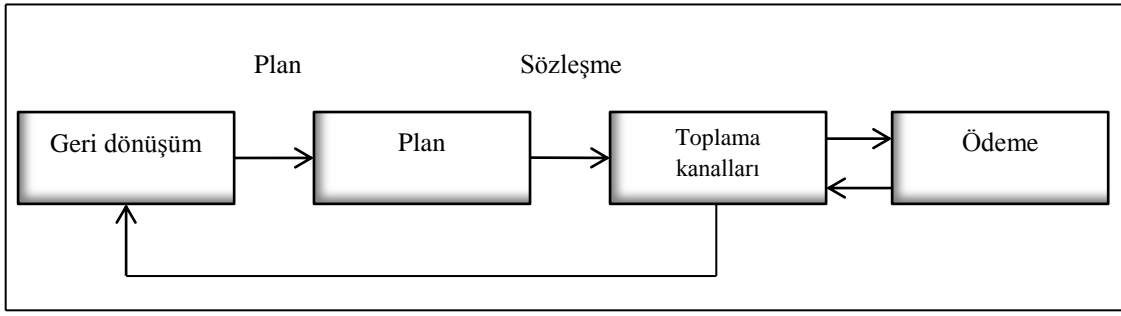 Plan
Sözleşme
Geri dönüşüm
Plan
Toplama
kanalları
Ödeme